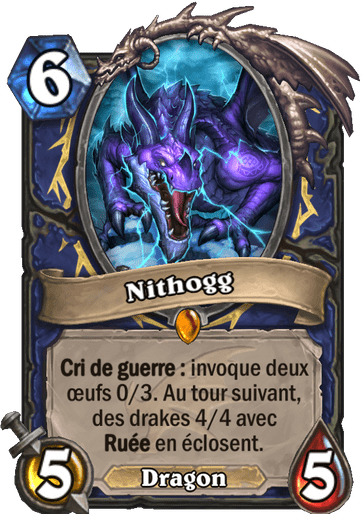 6
Nithogg
Cri de guerre : invoque deux
œufs 0/3. Au tour suivant,
des drakes 4/4 avec
Ruée en éclosent.
5
Dragon
5